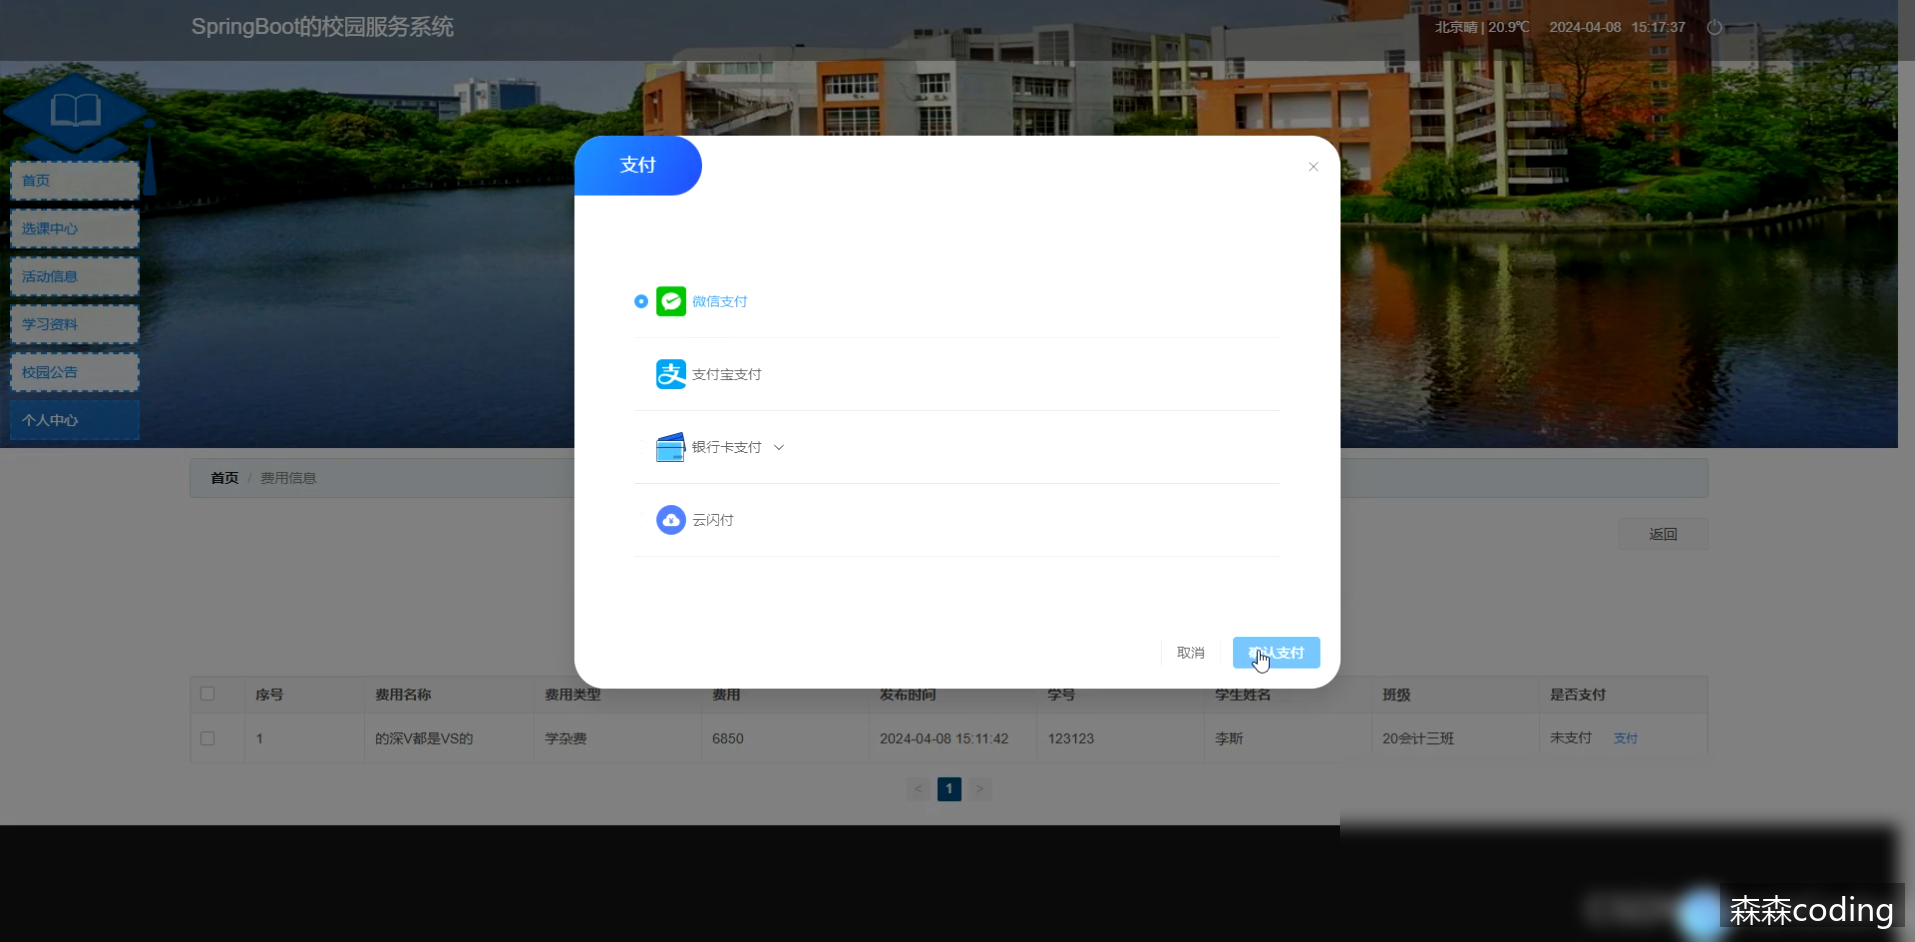 SpringBoot的校园服务系统
北京晴 | 20.9℃ 2024-04-08 15:17:37
首页
选课中心
活动信息
学习资料
校园公告
个人中心
支付
微信支付
支付宝支付
银行卡支付
云闪付
取消 确认支付
首页 / 费用信息
返回
序号 费用名称 费用类型 费用 发布时间 学号 学生姓名 班级 是否支付
1 的深V都是VS的 学杂费 6850 2024-04-08 15:11:42 123123 李斯 20会计三班 未支付 支付
< 1 >
森森coding